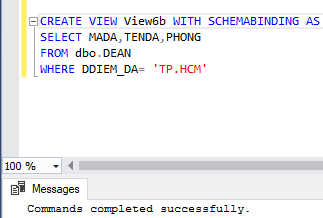 CREATE VIEW View6b WITH SCHEMABINDING AS
SELECT MADA,TENDA,PHONG
FROM dbo.DEAN
WHERE DDIEM_DA= 'TP.HCM'
100 %
Messages
Commands completed successfully.